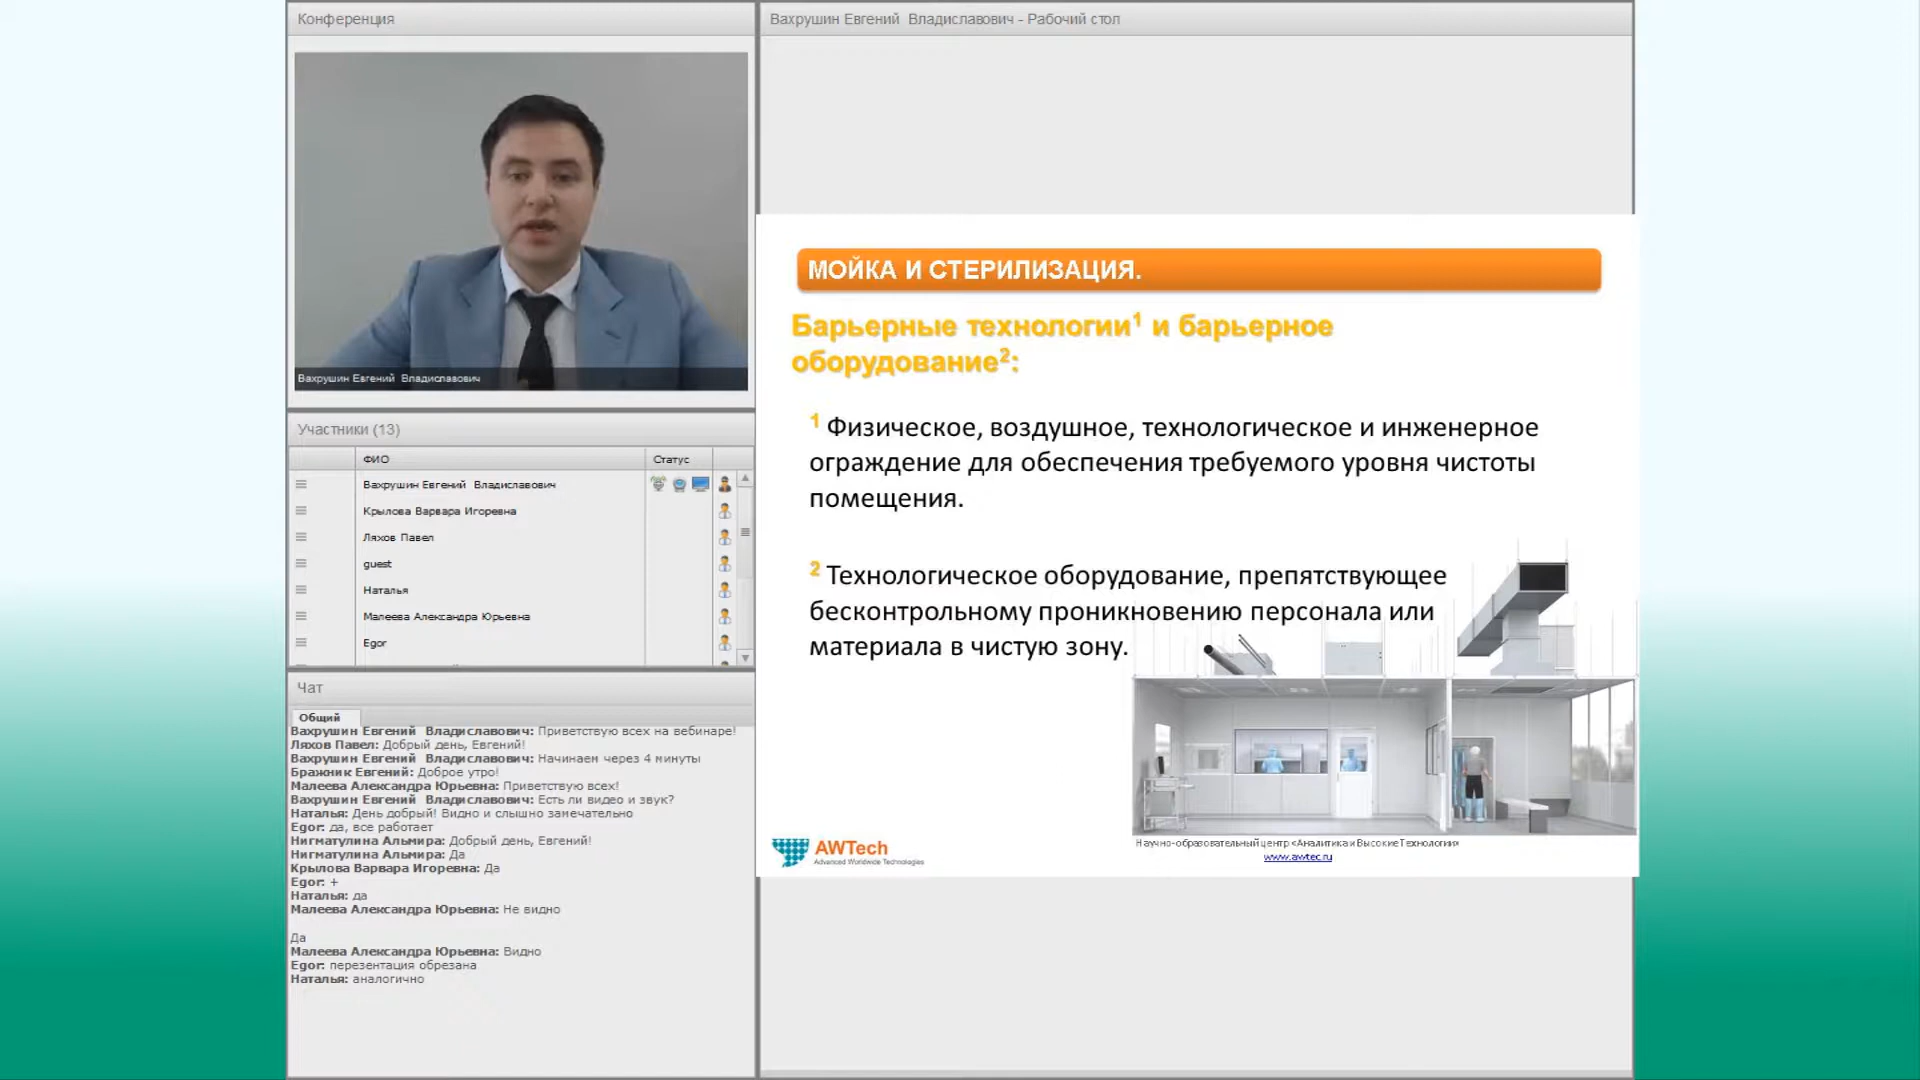 Конференция
Вахрушин Евгений Владиславович
Участники (13)
ФИО
Статус
Вахрушин Евгений Владиславович
Крылова Варвара Игоревна
Ляхов Павел
guest
Наталья
Малеева Александра Юрьевна
Egor
Чат
Общий
Вахрушин Евгений Владиславович: Приветствую всех на вебинаре!
Ляхов Павел: Добрый день, Евгений!
Вахрушин Евгений Владиславович: Начинаем через 4 минуты
Бражник Евгений: Доброе утро!
Малеева Александра Юрьевна: Приветствую всех!
Вахрушин Евгений Владиславович: Есть ли видео и звук?
Наталья: День добрый! Видно и слышно замечательно
Egor: да, все работает
Нигматулина Альмира: Добрый день, Евгений!
Нигматулина Альмира: Да
Крылова Варвара Игоревна: Да
Egor: +
Наталья: да
Малеева Александра Юрьевна: Не видно
Да
Малеева Александра Юрьевна: Видно
Egor: перезентация обрезана
Наталья: аналогично
Вахрушин Евгений Владиславович - Рабочий стол
МОЙКА И СТЕРИЛИЗАЦИЯ.
Барьерные технологии¹ и барьерное
оборудование²:
¹ Физическое, воздушное, технологическое и инженерное
ограждение для обеспечения требуемого уровня чистоты
помещения.
² Технологическое оборудование, препятствующее
бесконтрольному проникновению персонала или
материала в чистую зону.
AWTech
Advanced Worldwide Technologies
Научно-образовательный центр «Аналитика и Высокие Технологии»
www.awtec.ru